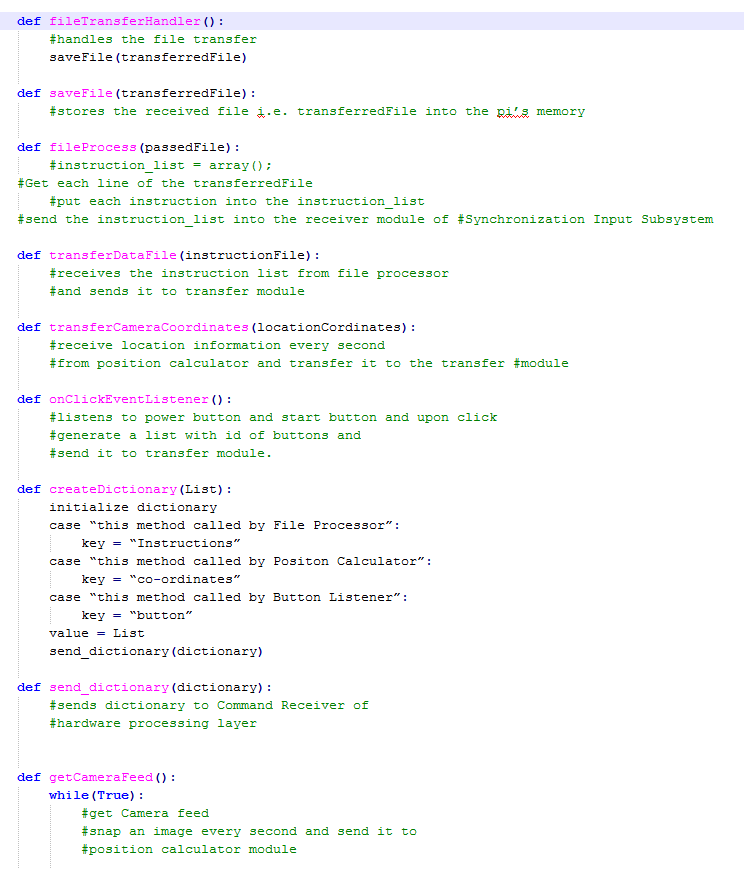 def fileTransferHandler():
    #handles the file transfer
    saveFile(transferredFile)

def saveFile(transferredFile):
    #stores the received file i.e. transferredFile into the pi’s memory

def fileProcess(passedFile):
    #instruction_list = array();
#Get each line of the transferredFile
    #put each instruction into the instruction_list
#send the instruction_list into the receiver module of #Synchronization Input Subsystem

def transferDataFile(instructionFile):
    #receives the instruction list from file processor
    #and sends it to transfer module

def transferCameraCoordinates(locationCordinates):
    #receive location information every second
    #from position calculator and transfer it to the transfer #module

def onClickEventListener():
    #listens to power button and start button and upon click
    #generate a list with id of buttons and
    #send it to transfer module.

def createDictionary(List):
    initialize dictionary
    case “this method called by File Processor”:
        key = “Instructions”
    case “this method called by Positon Calculator”:
        key = “co-ordinates”
    case “this method called by Button Listener”:
        key = “button”
    value = List
    send_dictionary(dictionary)

def send_dictionary(dictionary):
    #sends dictionary to Command Receiver of
    #hardware processing layer

def getCameraFeed():
    while(True):
        #get Camera feed
        #snap an image every second and send it to
        #position calculator module